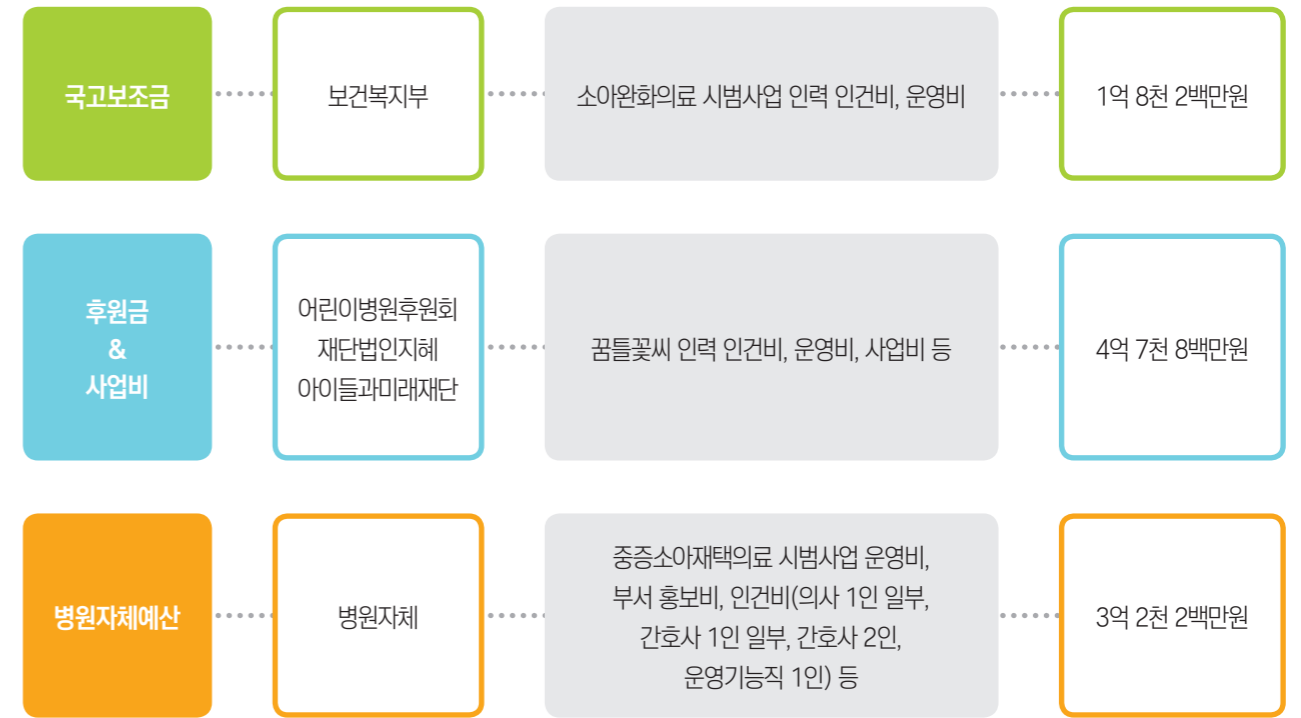 국고보조금
보건복지부
소아완화의료 시범사업 인력 인건비, 운영비
1억 8천 2백만원
후원금
&
사업비
어린이병원후원회
재단법인지혜
아이들과미래재단
꿈틀꽃씨 인력 인건비, 운영비, 사업비 등
4억 7천 8백만원
병원자체예산
병원자체
중증소아재택의료 시범사업 운영비,
부서 홍보비, 인건비(의사 1인 일부,
간호사 1인 일부, 간호사 2인,
운영기능직 1인) 등
3억 2천 2백만원